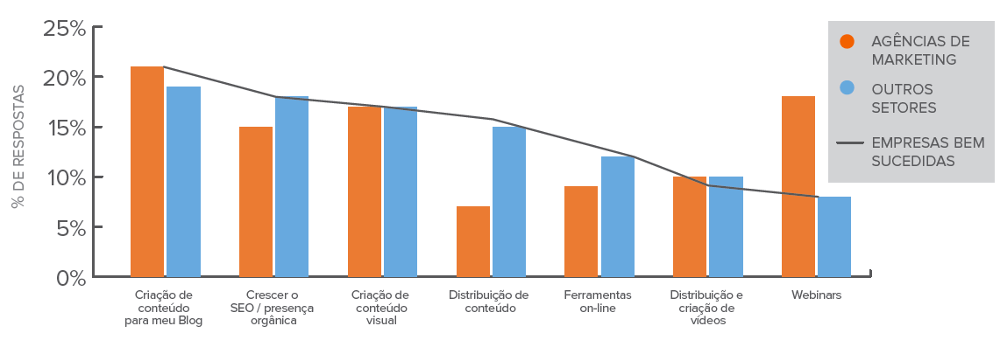 25%
20%
15%
10%
5%
0%
% DE RESPOSTAS
AGÊNCIAS DE
MARKETING
OUTROS
SETORES
EMPRESAS BEM
SUCEDIDAS
Criação de
conteúdo
para meu Blog
Crescer o
SEO / presença
orgânica
Criação de
conteúdo
visual
Distribuição de
conteúdo
Ferramentas
on-line
Distribuição e
criação de
vídeos
Webinars